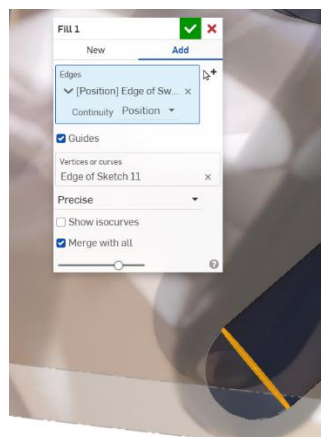 Fill 1
New Add
Edges
[Position] Edge of Sw...
Continuity Position
Guides
Vertices or curves
Edge of Sketch 11
Precise
Show isocurves
Merge with all